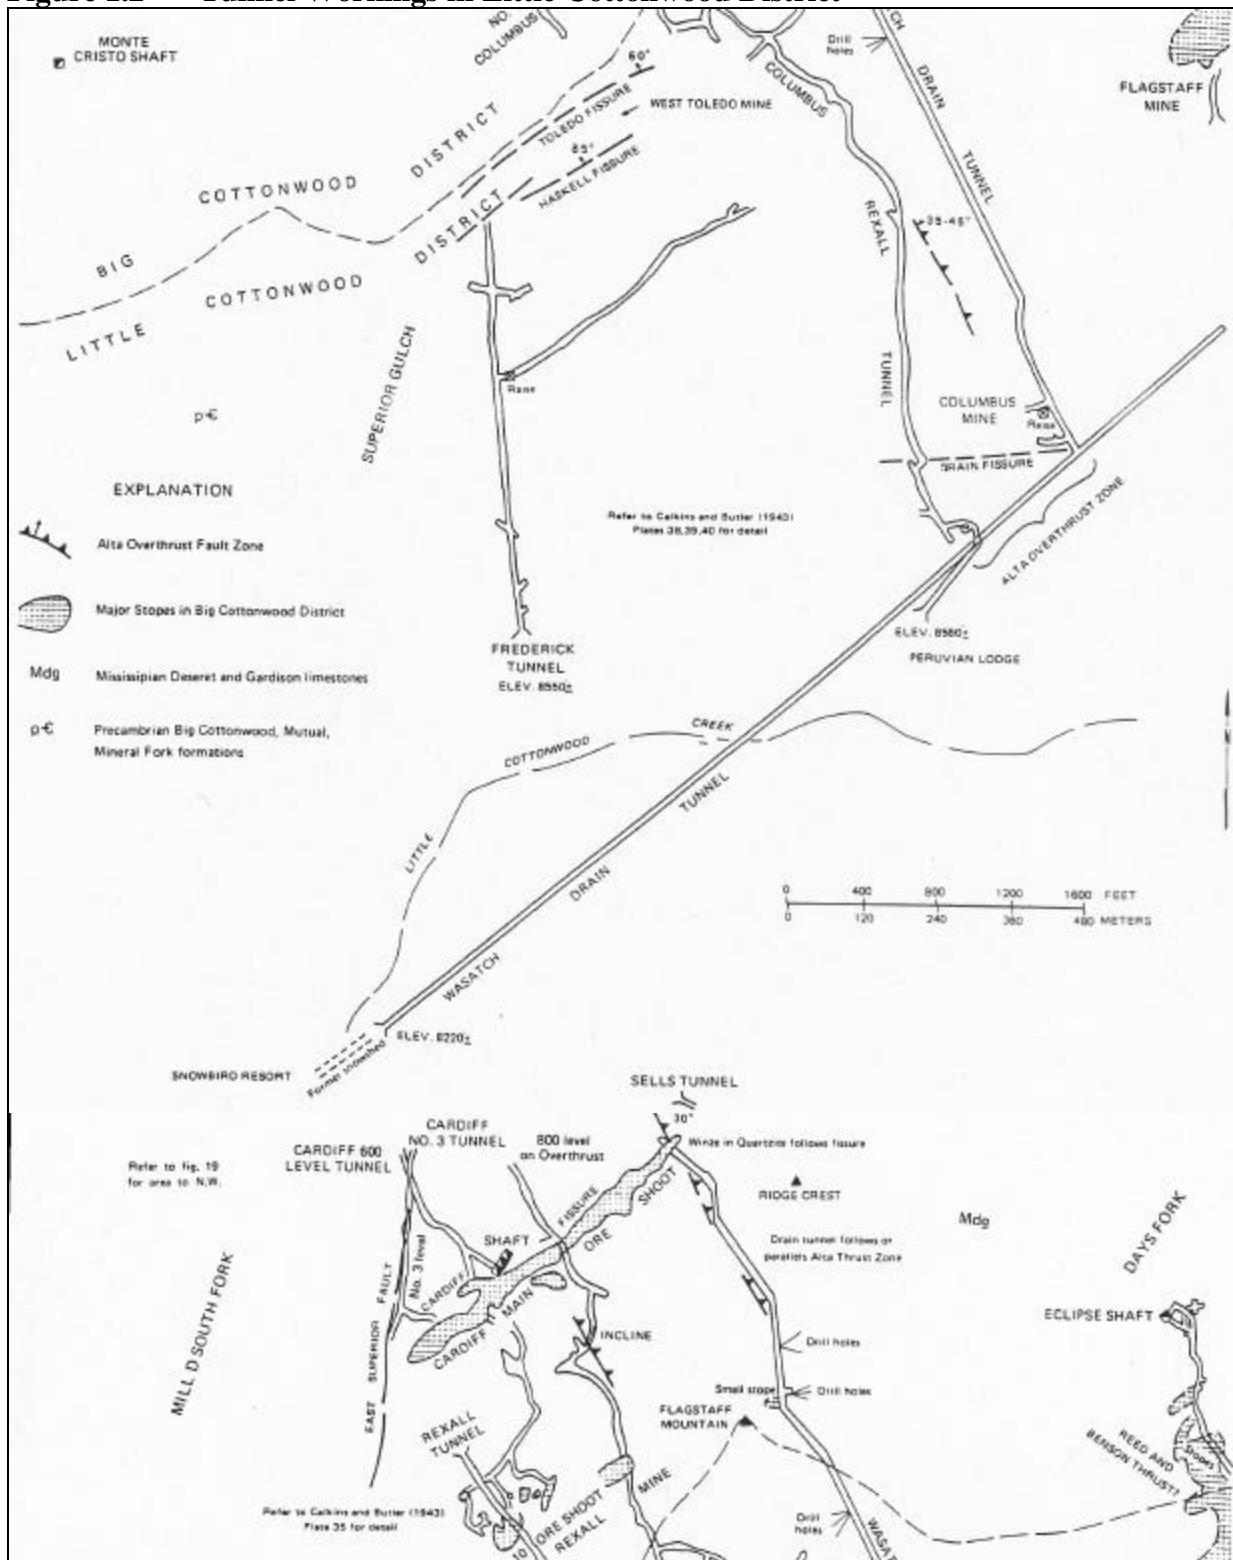 Tunnel Workings in Little Cottonwood District
MONTE
CRISTO SHAFT
NO.
COLUMBUS
60°
TOLEDO FISSURE
WEST TOLEDO MINE
65°
HASKELL FISSURE
COLUMBUS
REXALL
TUNNEL
Drill
holes
CH
DRAIN
TUNNEL
FLAGSTAFF
MINE
BIG
COTTONWOOD
DISTRICT
LITTLE
COTTONWOOD
DISTRICT
SUPERIOR GULCH
35-45°
Raise
COLUMBUS
MINE
Raise
DRAIN FISSURE
ALTA OVERTHRUST ZONE
p€
EXPLANATION
Alta Overthrust Fault Zone
Major Stopes in Big Cottonwood District
Mdg
Mississipian Deseret and Gardison limestones
p€
Precambrian Big Cottonwood, Mutual,
Mineral Fork formations
Refer to Calkins and Butler (1943)
Plates 38,39,40 for detail
FREDERICK
TUNNEL
ELEV. 8550±
ELEV. 8560±
PERUVIAN LODGE
LITTLE
COTTONWOOD
CREEK
WASATCH
DRAIN
TUNNEL
0 400 800 1200 1600 FEET
0 120 240 360 480 METERS
ELEV. 8220±
SNOWBIRD RESORT
Former snowshed
SELLS TUNNEL
30°
Winze in Quartzite follows fissure
CARDIFF
NO. 3 TUNNEL
CARDIFF 600
LEVEL TUNNEL
800 level
on Overthrust
Refer to fig. 19
for area to N.W.
RIDGE CREST
Mdg
Drain tunnel follows or
parallels Alta Thrust Zone
DAYS FORK
ECLIPSE SHAFT
MILL D SOUTH FORK
EAST SUPERIOR FAULT
No. 3 level
SHAFT
CARDIFF
FISSURE
CARDIFF
MAIN
ORE
SHOOT
INCLINE
Drill holes
Small stope
Drill holes
FLAGSTAFF
MOUNTAIN
REXALL
TUNNEL
REED AND
BENSON THRUST?
Stopes
ORE SHOOT
REXALL
MINE
Refer to Calkins and Butler (1943)
Plate 35 for detail
Drill
holes
10
WASAT